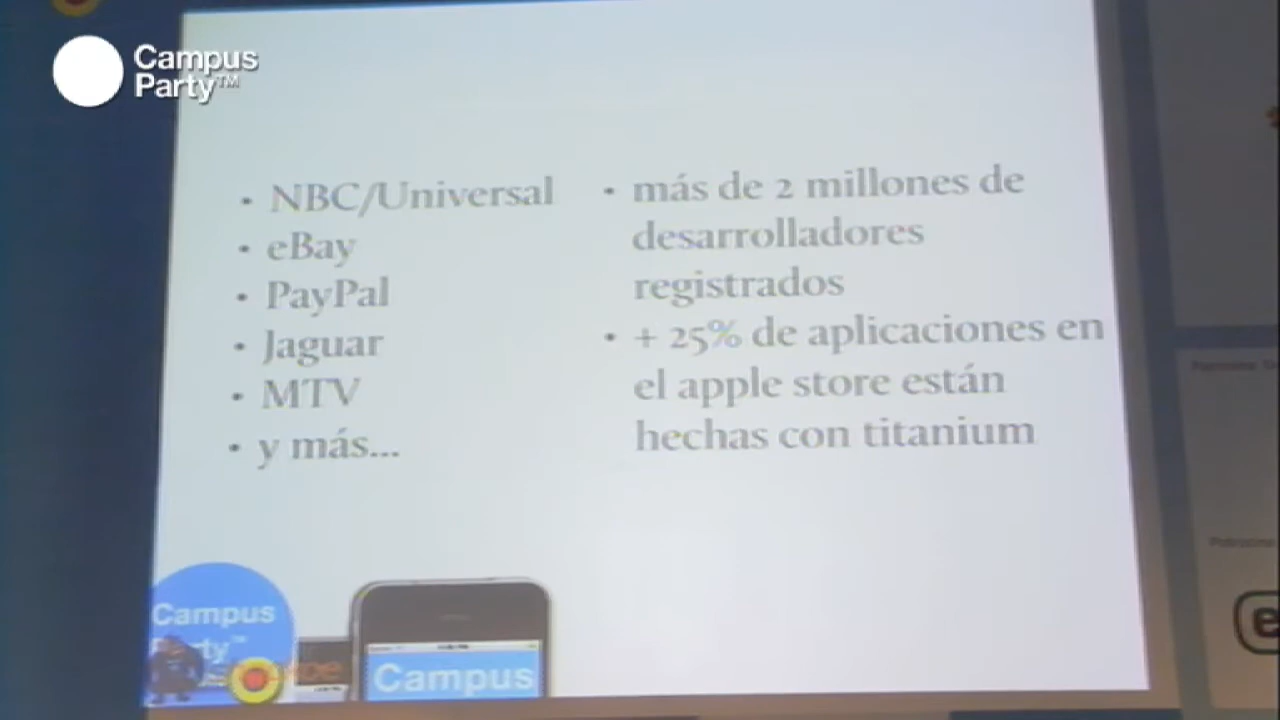 Campus
Party™
• NBC/Universal
• eBay
• PayPal
• Jaguar
• MTV
• y más...
• más de 2 millones de
desarrolladores
registrados
• + 25% de aplicaciones en
el apple store están
hechas con titanium
Campus
Campus
e